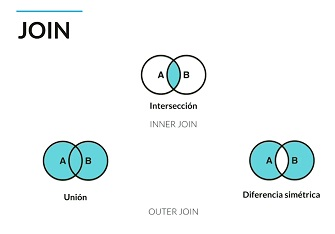 JOIN
A B
Intersección
INNER JOIN
A B
A B
Unión
Diferencia simétrica
OUTER JOIN